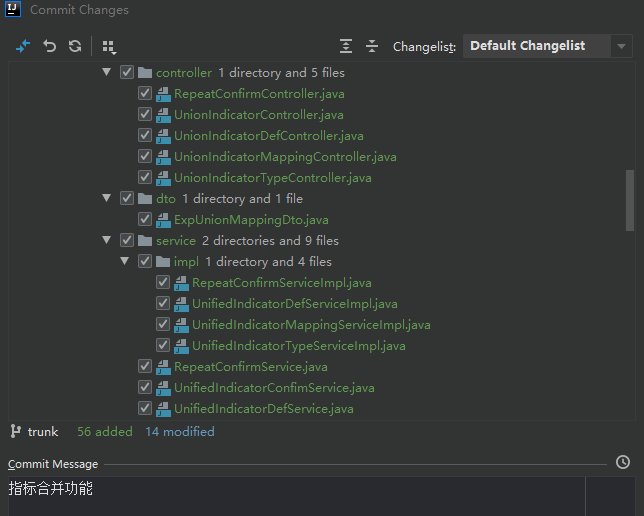 Commit Changes
Changelist: Default Changelist
controller 1 directory and 5 files
RepeatConfirmController.java
UnionIndicatorController.java
UnionIndicatorDefController.java
UnionIndicatorMappingController.java
UnionIndicatorTypeController.java
dto 1 directory and 1 file
ExpUnionMappingDto.java
service 2 directories and 9 files
impl 1 directory and 4 files
RepeatConfirmServiceImpl.java
UnifiedIndicatorDefServiceImpl.java
UnifiedIndicatorMappingServiceImpl.java
UnifiedIndicatorTypeServiceImpl.java
RepeatConfirmService.java
UnifiedIndicatorConfimService.java
UnifiedIndicatorDefService.java
trunk 56 added 14 modified
Commit Message
指标合并功能